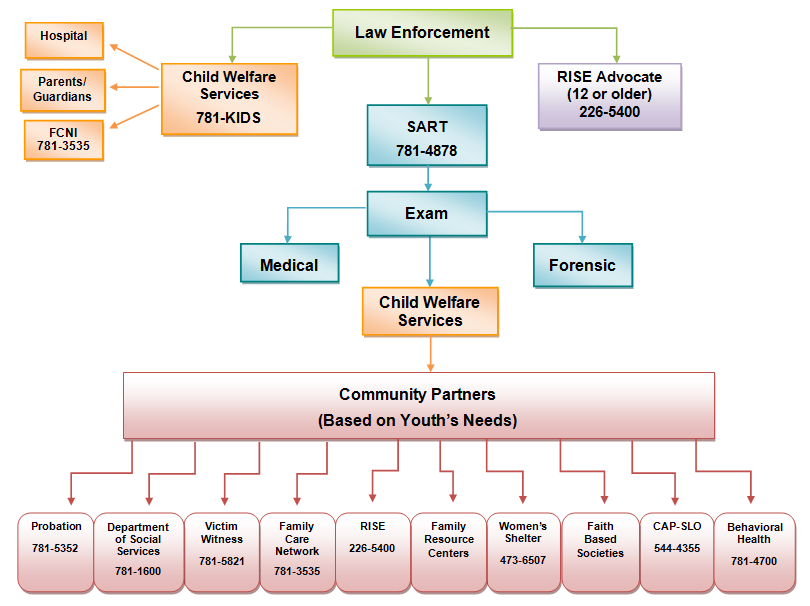 Law Enforcement
Hospital
Parents/
Guardians
FCNI
781-3535
Child Welfare
Services
781-KIDS
RISE Advocate
(12 or older)
226-5400
SART
781-4878
Exam
Medical
Forensic
Child Welfare
Services
Community Partners
(Based on Youth's Needs)
Probation
781-5352
Department
of Social
Services
781-1600
Victim
Witness
781-5821
Family
Care
Network
781-3535
RISE
226-5400
Family
Resource
Centers
Women's
Shelter
473-6507
Faith
Based
Societies
CAP-SLO
544-4355
Behavioral
Health
781-4700